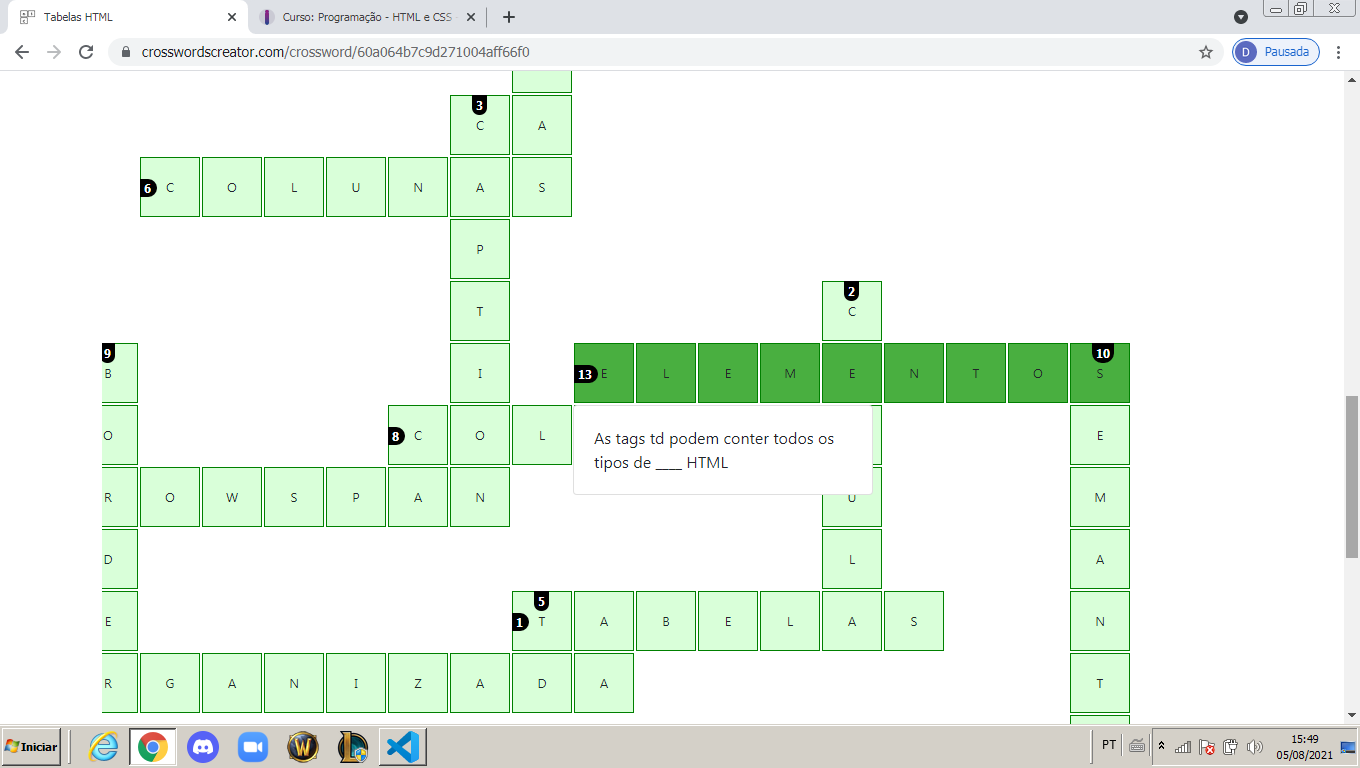 Tabelas HTML
Curso: Programação - HTML e CSS
crosswordscreator.com/crossword/60a064b7c9d271004aff66f0
D Pausada
3
C A
6 C O L U N A S
P
2
T C
9 13 10
B I E L E M E N T O S
O 8 C O L E
As tags td podem conter todos os
tipos de ____ HTML
R O W S P A N U M
D L A
5
E 1 T A B E L A S N
R G A N I Z A D A T
Iniciar
PT
15:49
05/08/2021